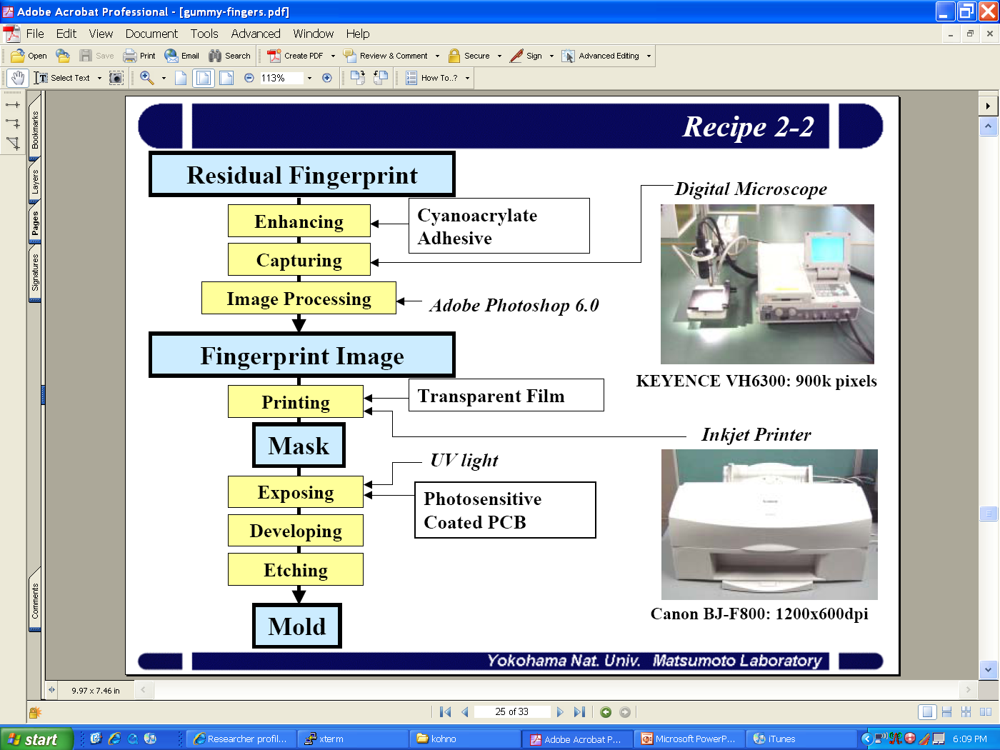 Adobe Acrobat Professional - [gummy-fingers.pdf]
File Edit View Document Tools Advanced Window Help
Open Save Print Email Search Create PDF Review & Comment Secure Sign Advanced Editing
Select Text 113% How To..?
Bookmarks
Layers
Pages
Signatures
Comments
Recipe 2-2
Residual Fingerprint
Enhancing
Cyanoacrylate
Adhesive
Digital Microscope
Capturing
Image Processing
Adobe Photoshop 6.0
Fingerprint Image
KEYENCE VH6300: 900k pixels
Printing
Transparent Film
Inkjet Printer
Mask
UV light
Exposing
Photosensitive
Coated PCB
Developing
Etching
Canon BJ-F800: 1200x600dpi
Mold
Yokohama Nat. Univ. Matsumoto Laboratory
9.97 x 7.46 in
25 of 33
start Researcher profil... xterm kohno Adobe Acrobat P... Microsoft PowerP... iTunes 6:09 PM